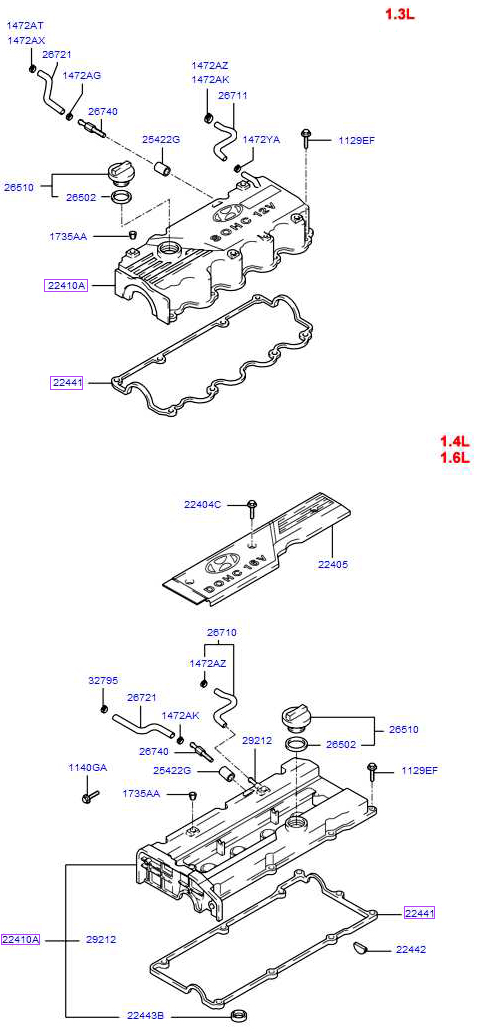 1.3L
1472AT
1472AX
26721
1472AG
26740
1472AZ
1472AK
26711
25422G
1472YA
1129EF
26510
26502
1735AA
SOHC 12V
22410A
22441
1.4L
1.6L
22404C
22405
DOHC 16V
26710
1472AZ
32795
26721
1472AK
26740
29212
26510
26502
25422G
1140GA
1129EF
1735AA
22441
22410A
29212
22442
22443B